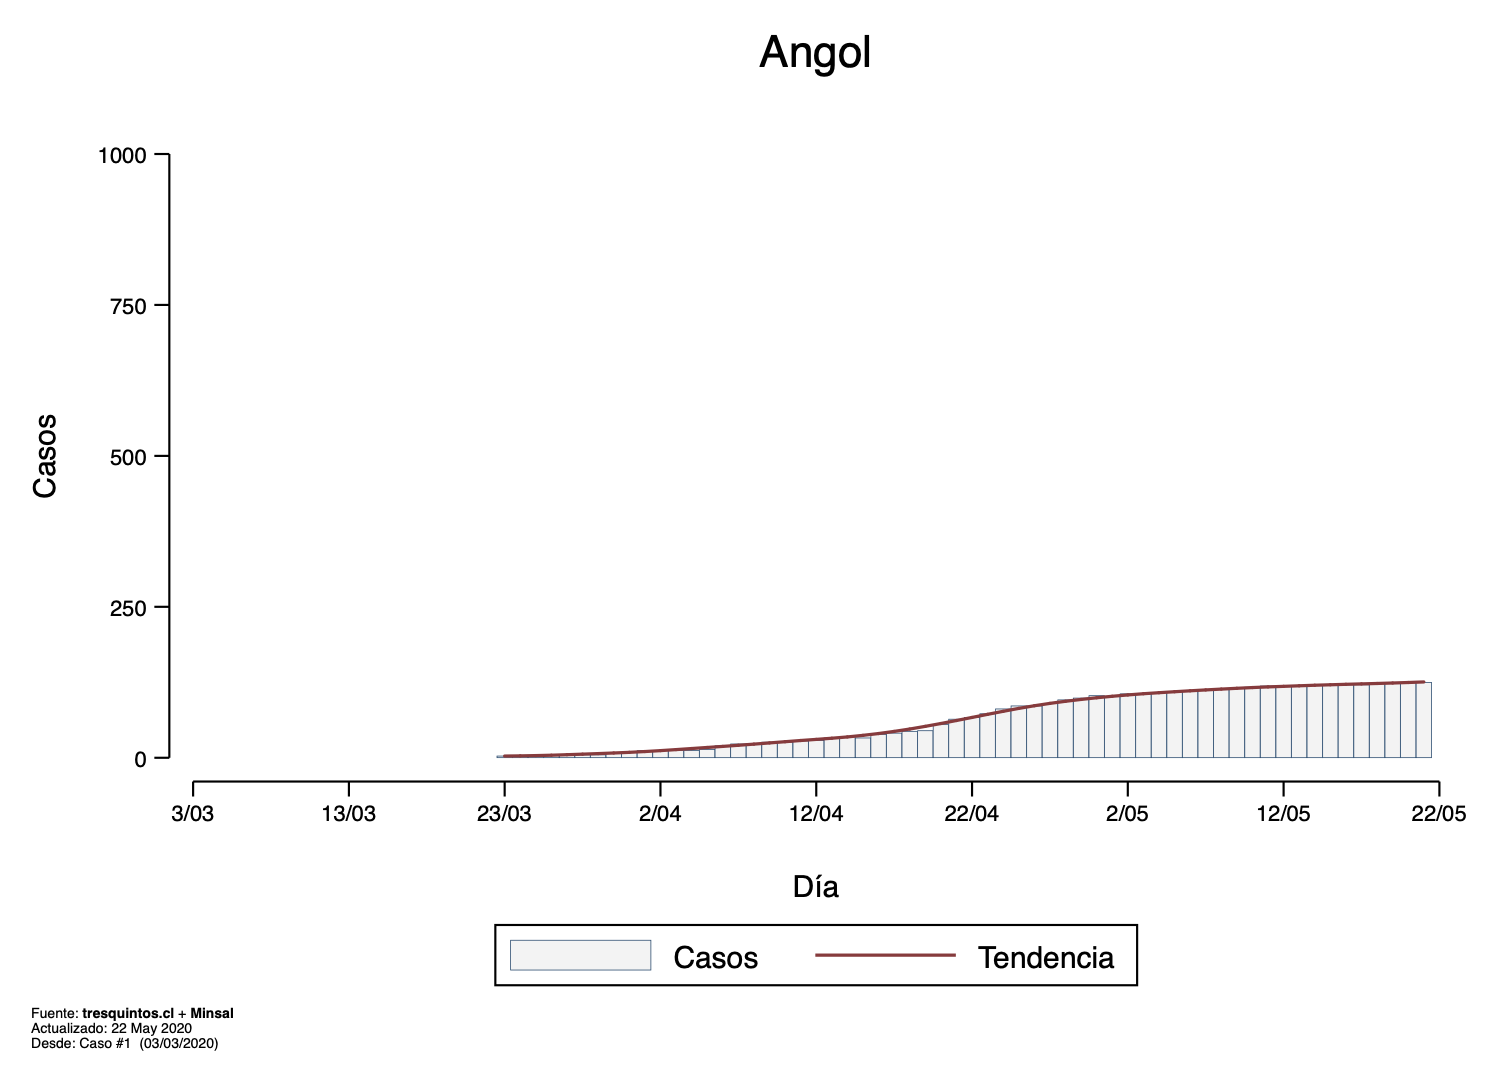 Angol
1000
750
500
250
0
Casos
3/03 13/03 23/03 2/04 12/04 22/04 2/05 12/05 22/05
Día
Casos Tendencia
Fuente: tresquintos.cl + Minsal
Actualizado: 22 May 2020
Desde: Caso #1 (03/03/2020)